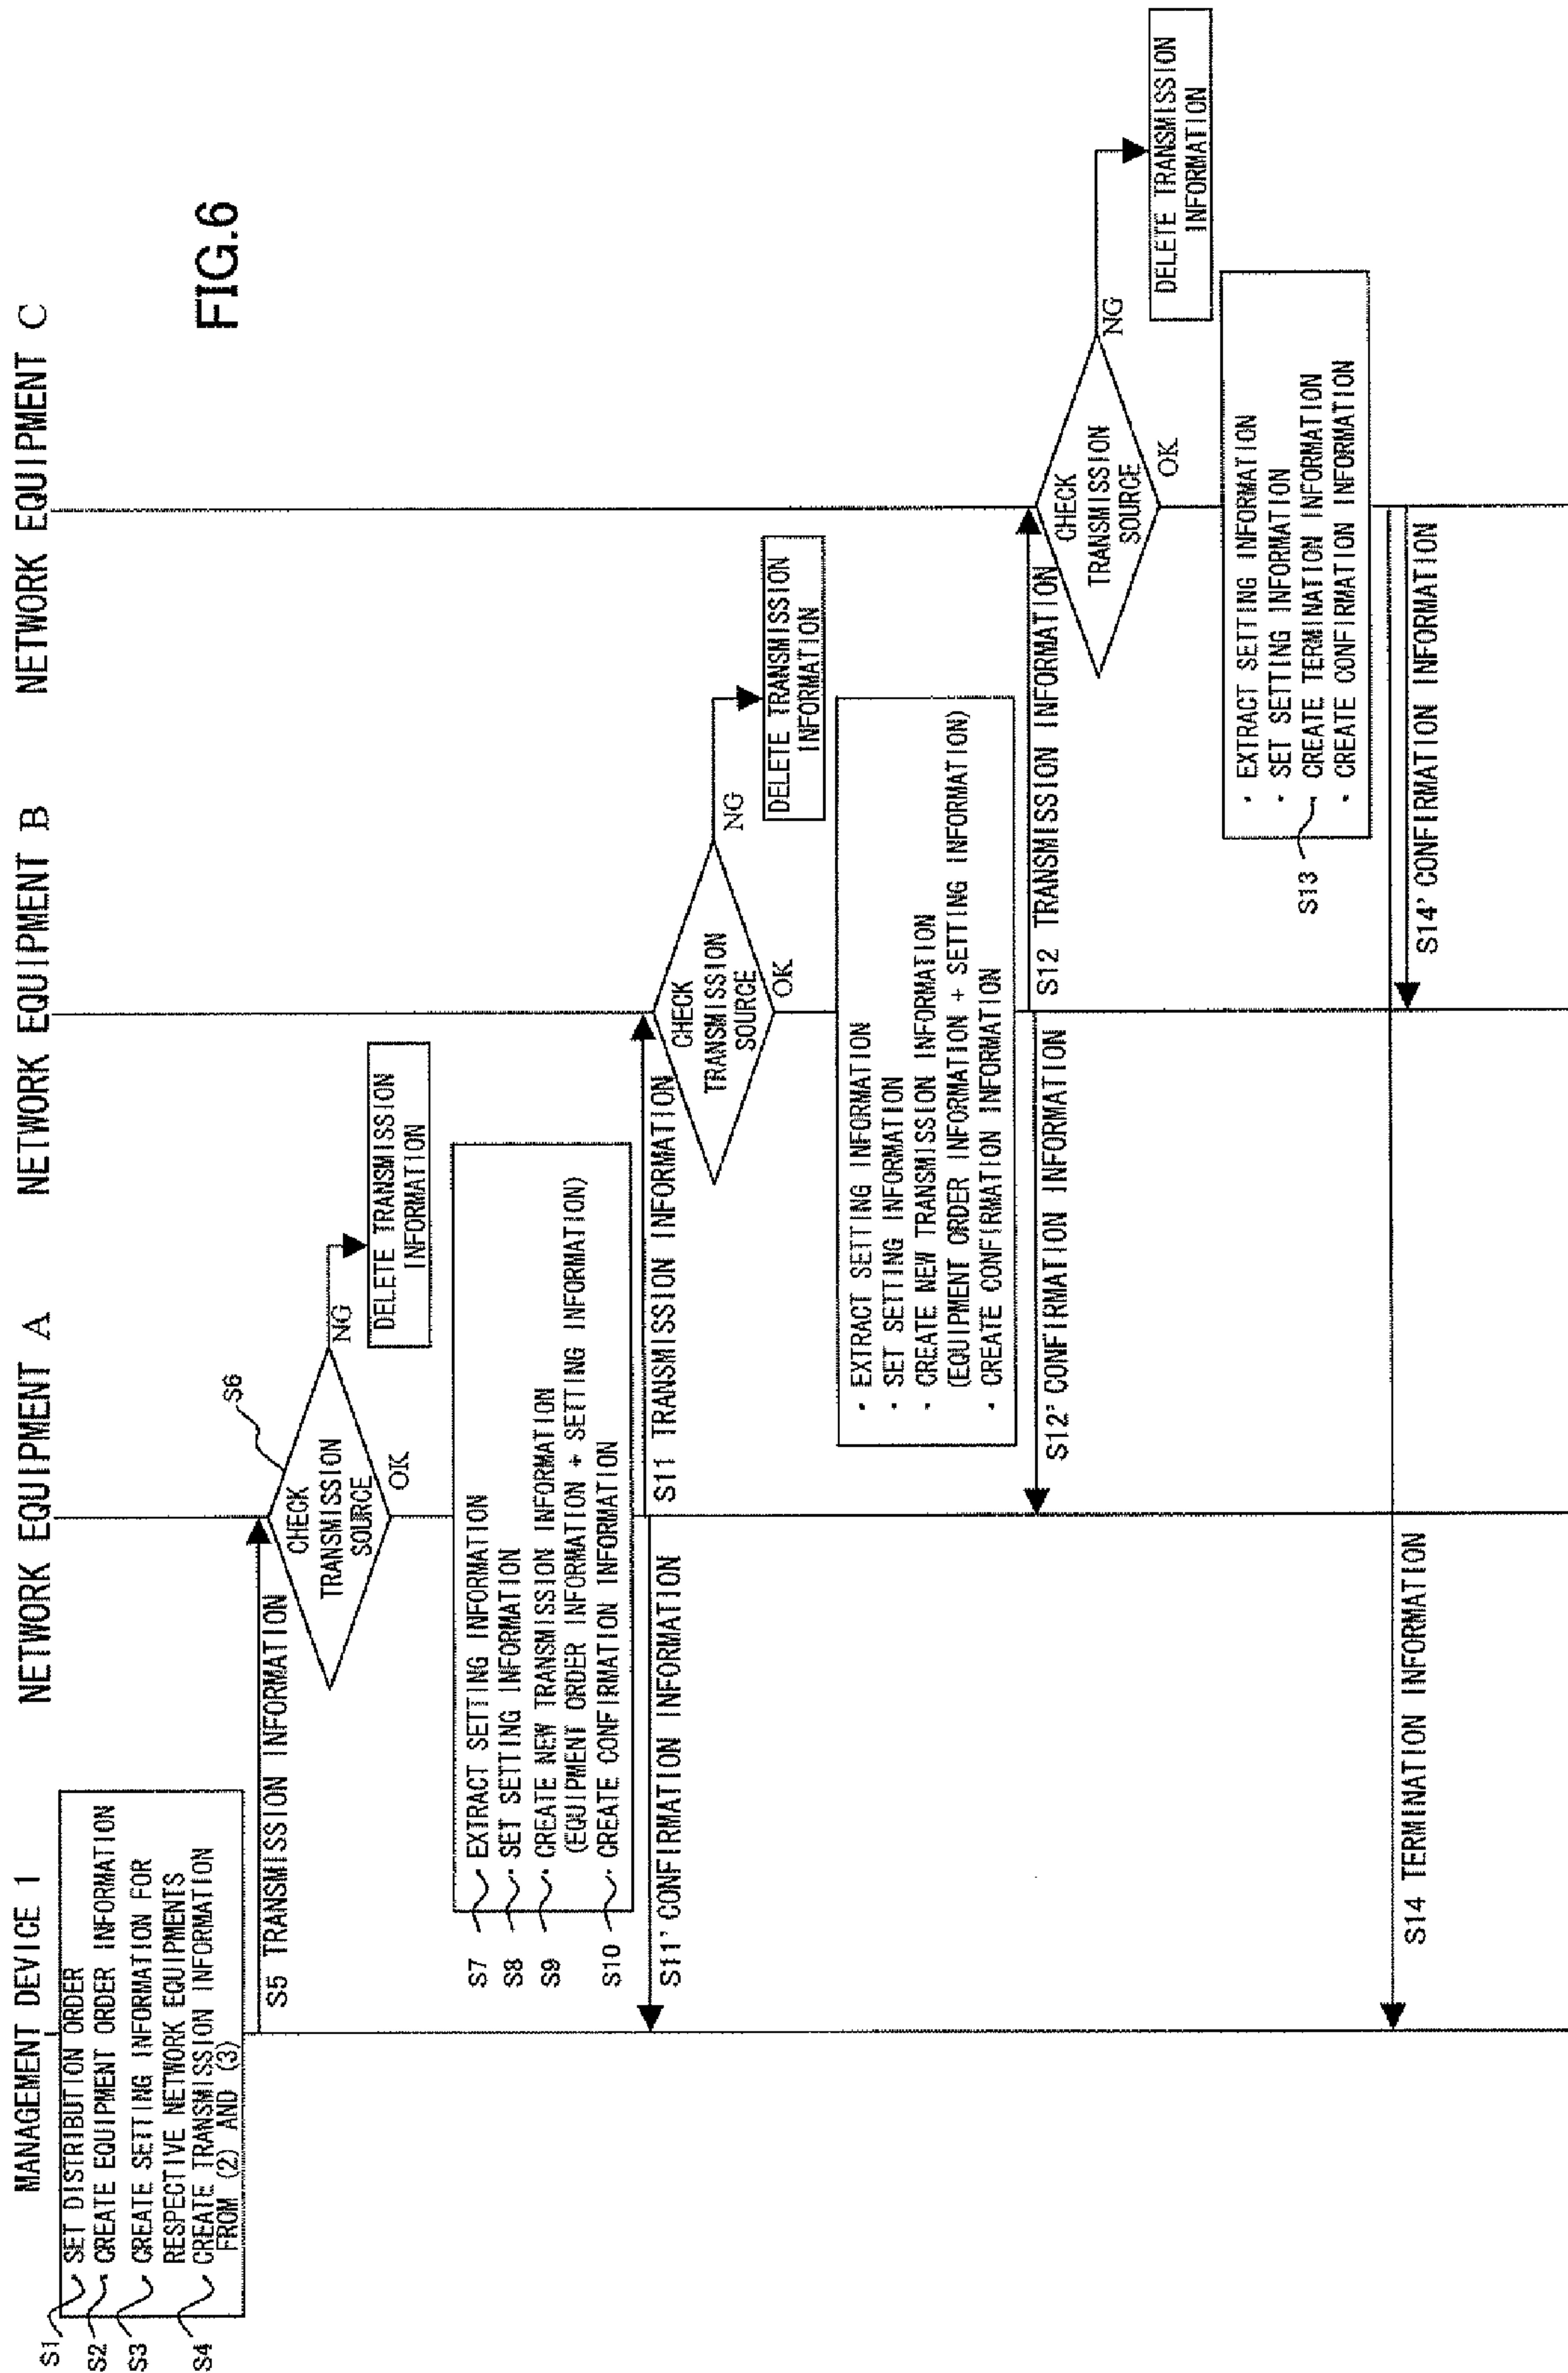 FIG.6
MANAGEMENT DEVICE 1
NETWORK EQUIPMENT A
NETWORK EQUIPMENT B
NETWORK EQUIPMENT C
S1 SET DISTRIBUTION ORDER
S2 CREATE EQUIPMENT ORDER INFORMATION
S3 CREATE SETTING INFORMATION FOR
RESPECTIVE NETWORK EQUIPMENTS
S4 CREATE TRANSMISSION INFORMATION
FROM (2) AND (3)
S5 TRANSMISSION INFORMATION
S6
CHECK
TRANSMISSION
SOURCE
NG
OK
DELETE TRANSMISSION
INFORMATION
S7 · EXTRACT SETTING INFORMATION
S8 · SET SETTING INFORMATION
S9 · CREATE NEW TRANSMISSION INFORMATION
(EQUIPMENT ORDER INFORMATION + SETTING INFORMATION)
S10 · CREATE CONFIRMATION INFORMATION
S11 TRANSMISSION INFORMATION
S11' CONFIRMATION INFORMATION
CHECK
TRANSMISSION
SOURCE
NG
OK
DELETE TRANSMISSION
INFORMATION
· EXTRACT SETTING INFORMATION
· SET SETTING INFORMATION
· CREATE NEW TRANSMISSION INFORMATION
(EQUIPMENT ORDER INFORMATION + SETTING INFORMATION)
· CREATE CONFIRMATION INFORMATION
S12 TRANSMISSION INFORMATION
S12' CONFIRMATION INFORMATION
CHECK
TRANSMISSION
SOURCE
NG
OK
DELETE TRANSMISSION
INFORMATION
· EXTRACT SETTING INFORMATION
· SET SETTING INFORMATION
S13 · CREATE TERMINATION INFORMATION
· CREATE CONFIRMATION INFORMATION
S14 TERMINATION INFORMATION
S14' CONFIRMATION INFORMATION